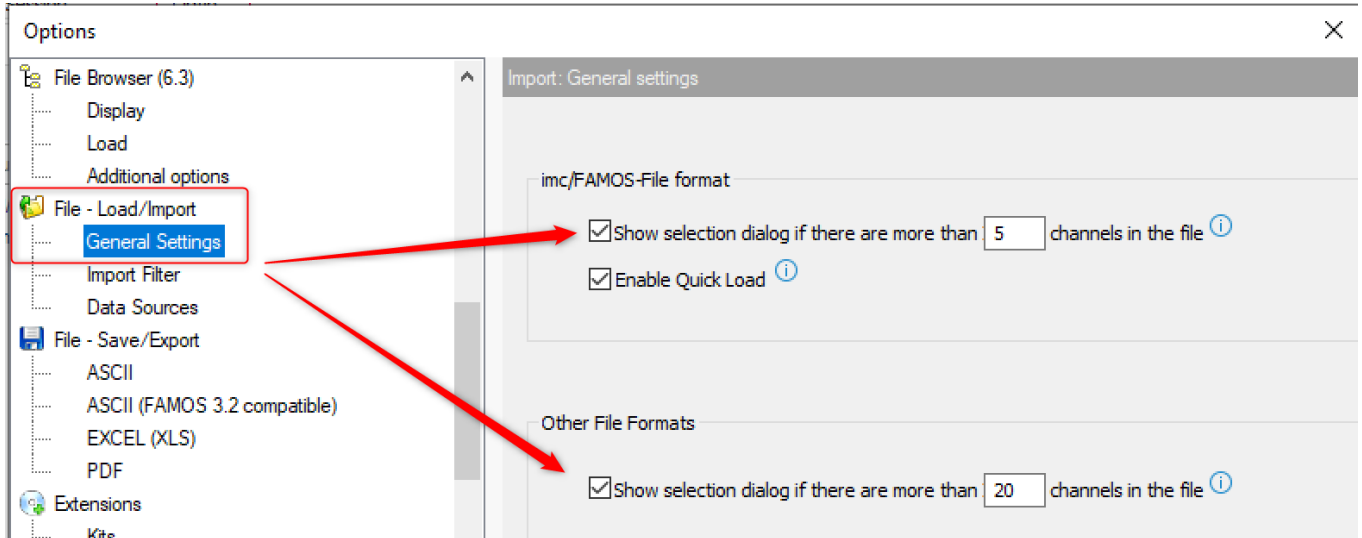 Options
File Browser (6.3)
Display
Load
Additional options
File - Load/Import
General Settings
Import Filter
Data Sources
File - Save/Export
ASCII
ASCII (FAMOS 3.2 compatible)
EXCEL (XLS)
PDF
Extensions
Kits
Import: General settings
imc/FAMOS-File format
Show selection dialog if there are more than 5 channels in the file
Enable Quick Load
Other File Formats
Show selection dialog if there are more than 20 channels in the file